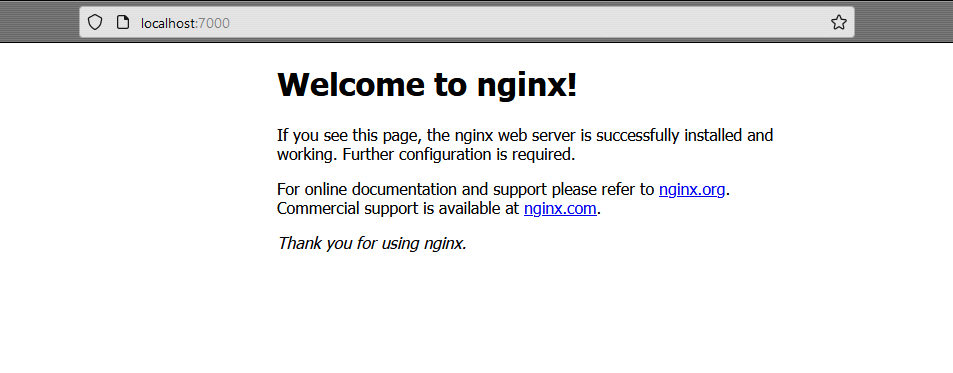 localhost:7000
Welcome to nginx!
If you see this page, the nginx web server is successfully installed and
working. Further configuration is required.
For online documentation and support please refer to nginx.org.
Commercial support is available at nginx.com.
Thank you for using nginx.